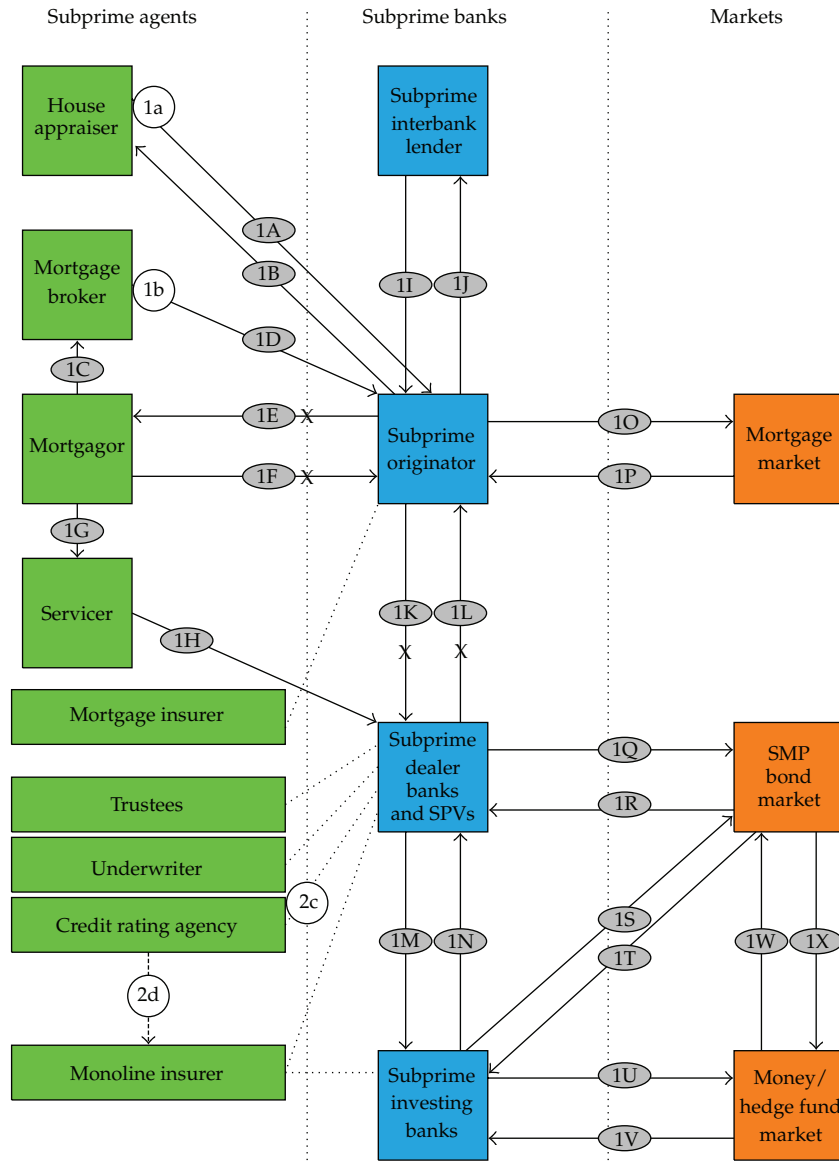 Subprime agents
Subprime banks
Markets
House
appraiser
1a
Subprime
interbank
lender
1A
1B
1I
1J
Mortgage
broker
1b
1D
1C
Mortgagor
1E
X
1F
X
Subprime
originator
1O
1P
Mortgage
market
1G
Servicer
1H
1K
1L
X
X
Mortgage insurer
Trustees
Underwriter
Credit rating agency
2c
2d
Monoline insurer
Subprime
dealer
banks
and SPVs
1Q
1R
SMP
bond
market
1M
1N
1S
1T
1W
1X
Subprime
investing
banks
1U
1V
Money/
hedge fund
market